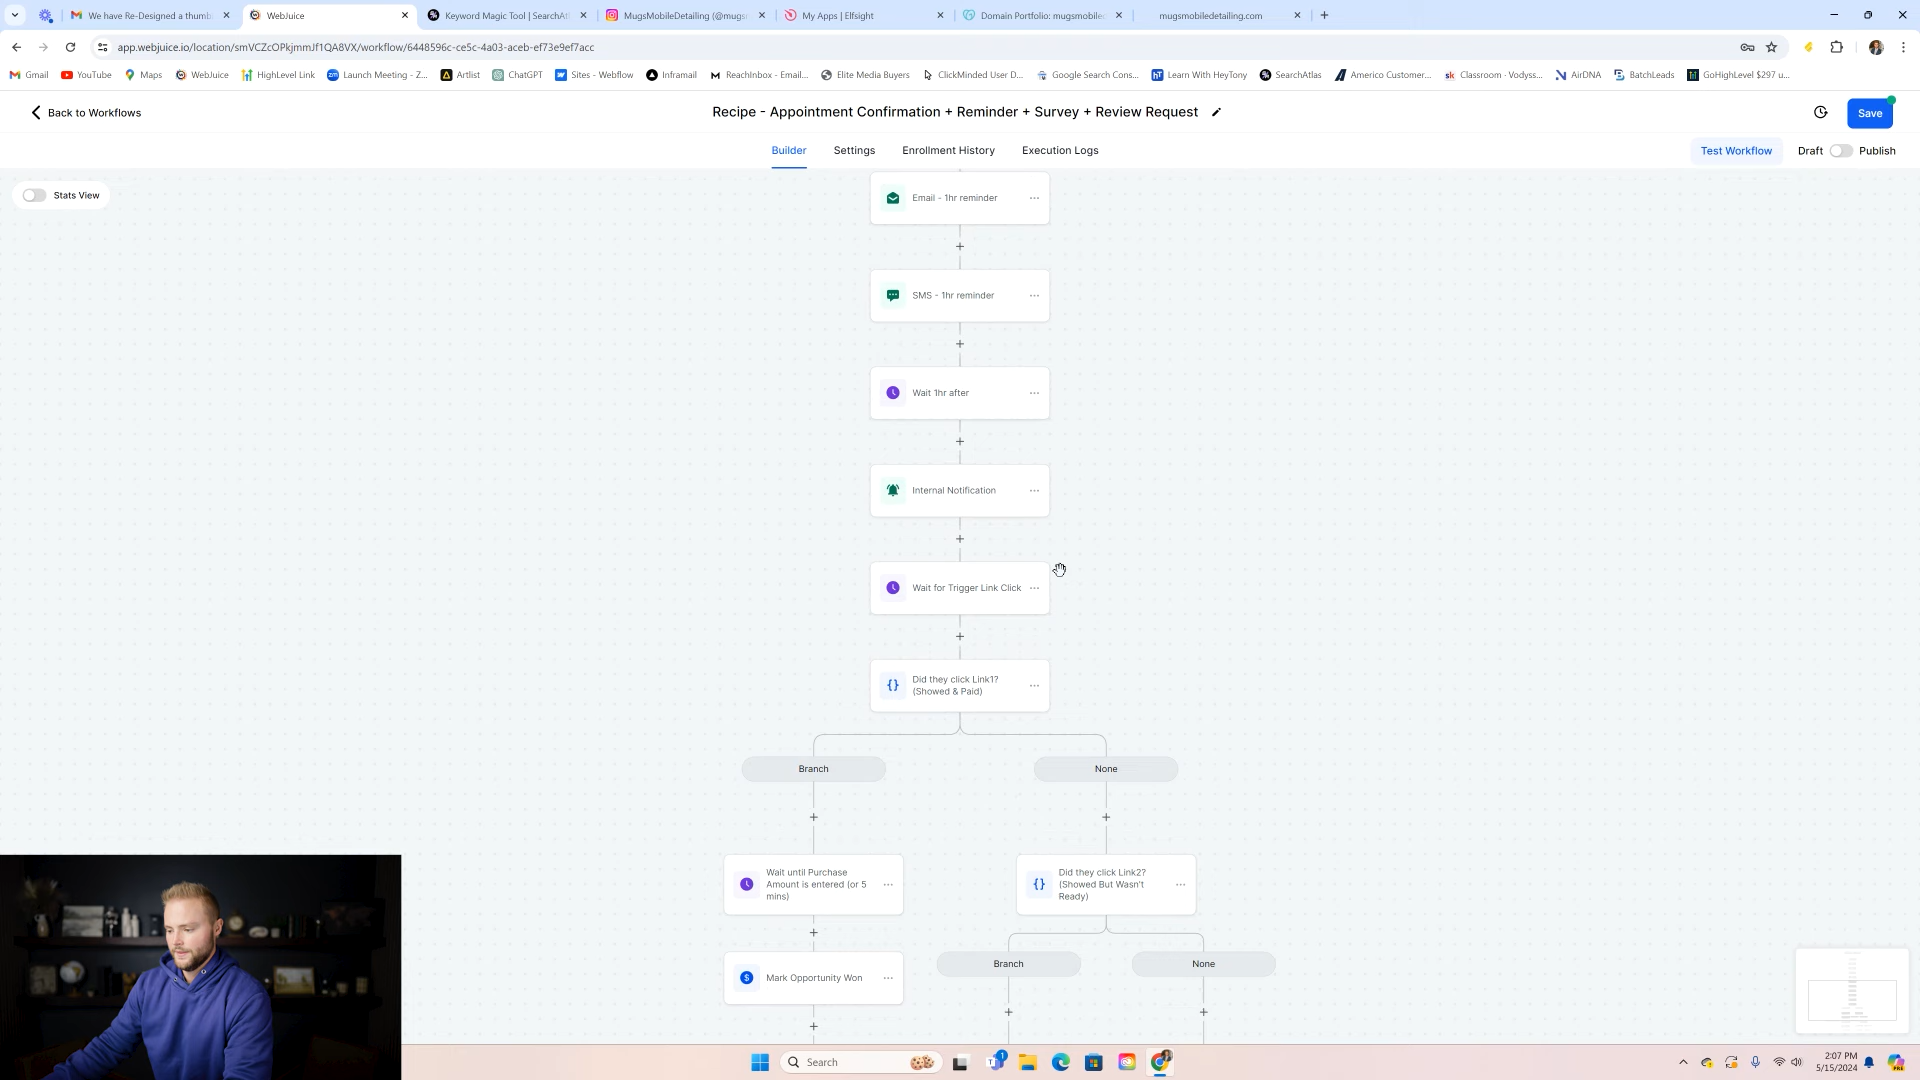 We have Re-Designed a thumb
WebJuice
Keyword Magic Tool | SearchAtl
MugsMobileDetailing (@mugsm
My Apps | Elfsight
Domain Portfolio: mugsmobiled
mugsmobiledetailing.com
app.webjuice.io/location/smVCZcOPkjmmJf1QA8VX/workflow/6448596c-ce5c-4a03-aceb-ef73e9ef7acc
Gmail
YouTube
Maps
WebJuice
HighLevel Link
Launch Meeting - Z...
Artlist
ChatGPT
Sites - Webflow
Inframail
ReachInbox - Email...
Elite Media Buyers
ClickMinded User D...
Google Search Cons...
Learn With HeyTony
SearchAtlas
Americo Customer...
Classroom · Vodyss...
AirDNA
BatchLeads
GoHighLevel $297 u...
Back to Workflows
Recipe - Appointment Confirmation + Reminder + Survey + Review Request
Save
Builder
Settings
Enrollment History
Execution Logs
Test Workflow
Draft
Publish
Stats View
Email - 1hr reminder
SMS - 1hr reminder
Wait 1hr after
Internal Notification
Wait for Trigger Link Click
Did they click Link1?
(Showed & Paid)
Branch
None
Wait until Purchase
Amount is entered (or 5
mins)
Did they click Link2?
(Showed But Wasn't
Ready)
Mark Opportunity Won
Branch
None
Search
2:07 PM
5/15/2024